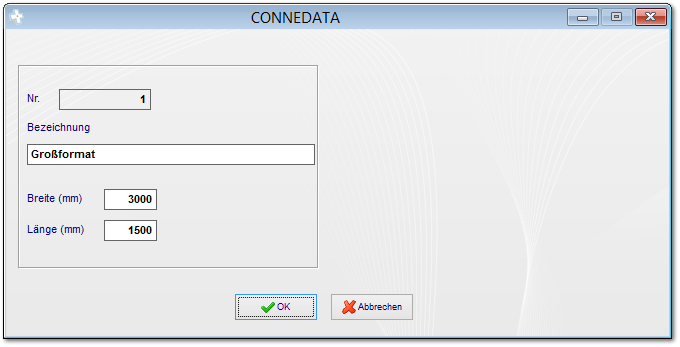 CONNEDATA
Nr. 1
Bezeichnung
Großformat
Breite (mm) 3000
Länge (mm) 1500
OK Abbrechen